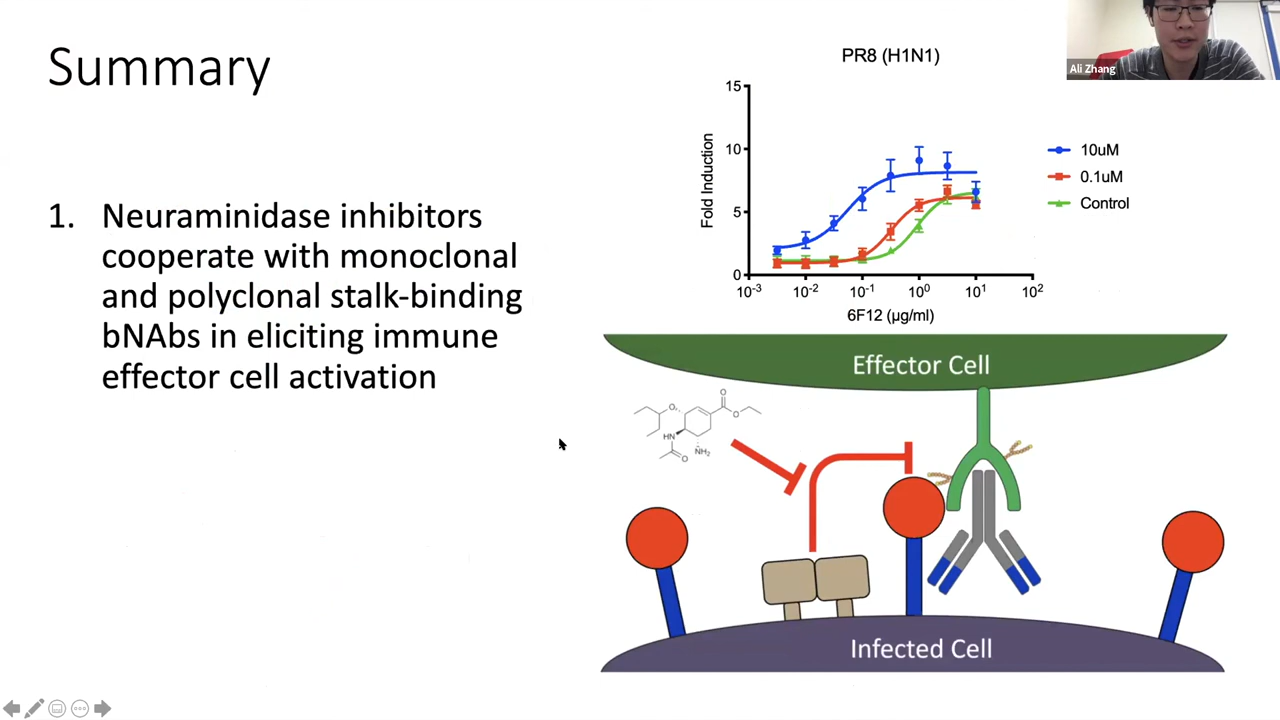 Summary
1. Neuraminidase inhibitors
cooperate with monoclonal
and polyclonal stalk-binding
bNAbs in eliciting immune
effector cell activation
PR8 (H1N1)
Fold Induction
15
10
5
0
10⁻³ 10⁻² 10⁻¹ 10⁰ 10¹ 10²
6F12 (µg/ml)
10uM
0.1uM
Control
Ali Zhang
Effector Cell
O
O
O
HN
NH₂
O
Infected Cell